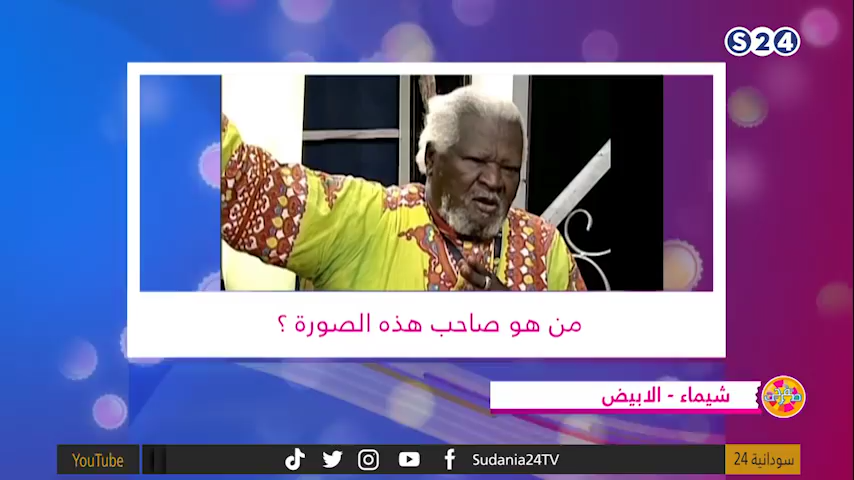 S24
من هو صاحب هذه الصورة ؟
شيماء - الابيض
YouTube
Sudania24TV
سودانية 24